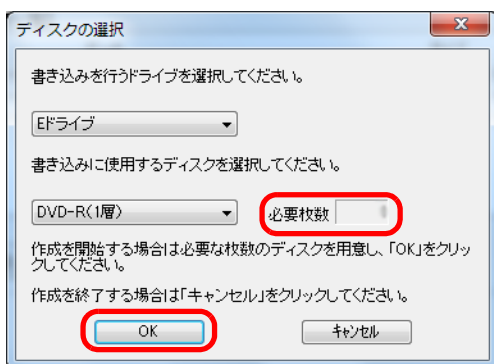 ディスクの選択
書き込みを行うドライブを選択してください。
Eドライブ
書き込みに使用するディスクを選択してください。
DVD-R(1層) 必要枚数
作成を開始する場合は必要な枚数のディスクを用意し、「OK」をクリッ
クしてください。
作成を終了する場合は「キャンセル」をクリックしてください。
OK キャンセル